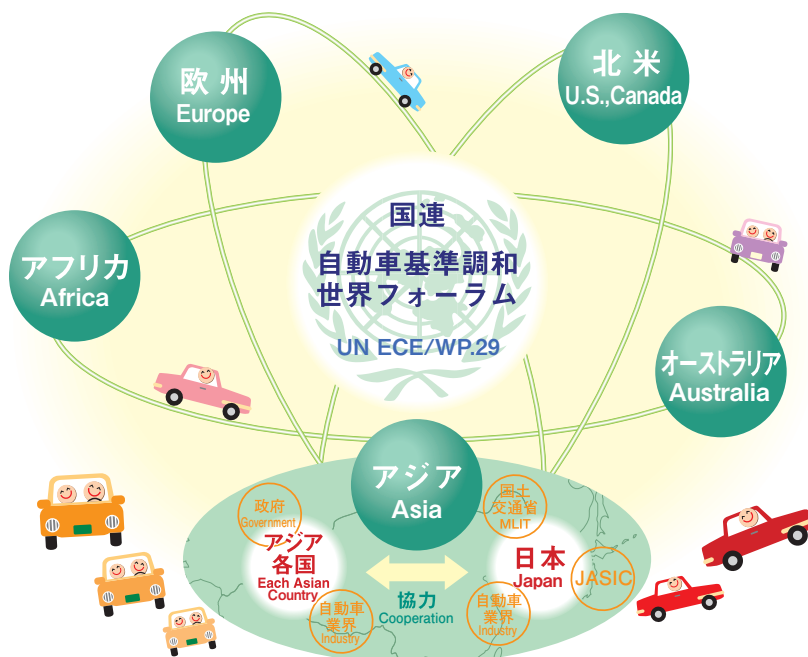 欧州
Europe
北米
U.S.,Canada
国連
自動車基準調和
世界フォーラム
UN ECE/WP.29
アフリカ
Africa
オーストラリア
Australia
アジア
Asia
政府
Government
アジア
各国
Each Asian
Country
自動車
業界
Industry
協力
Cooperation
国土
交通省
MLIT
日本
Japan
JASIC
自動車
業界
Industry